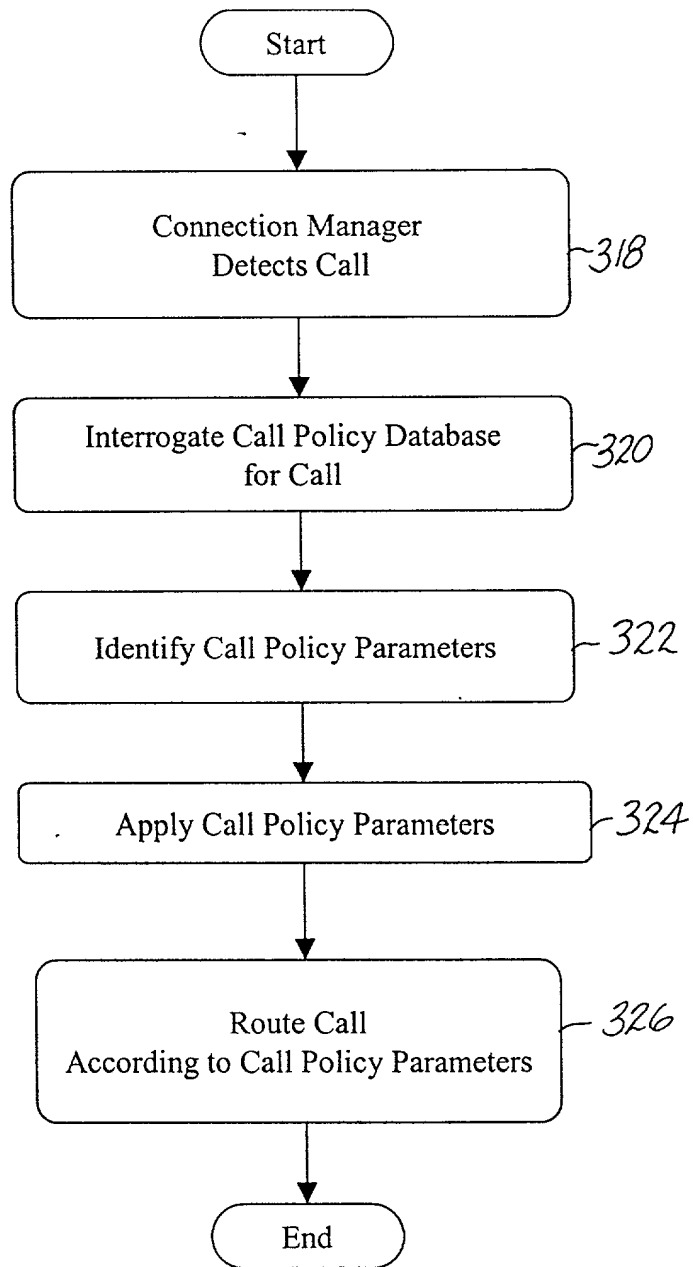 Start
Connection Manager
Detects Call
318
Interrogate Call Policy Database
for Call
320
Identify Call Policy Parameters
322
Apply Call Policy Parameters
324
Route Call
According to Call Policy Parameters
326
End